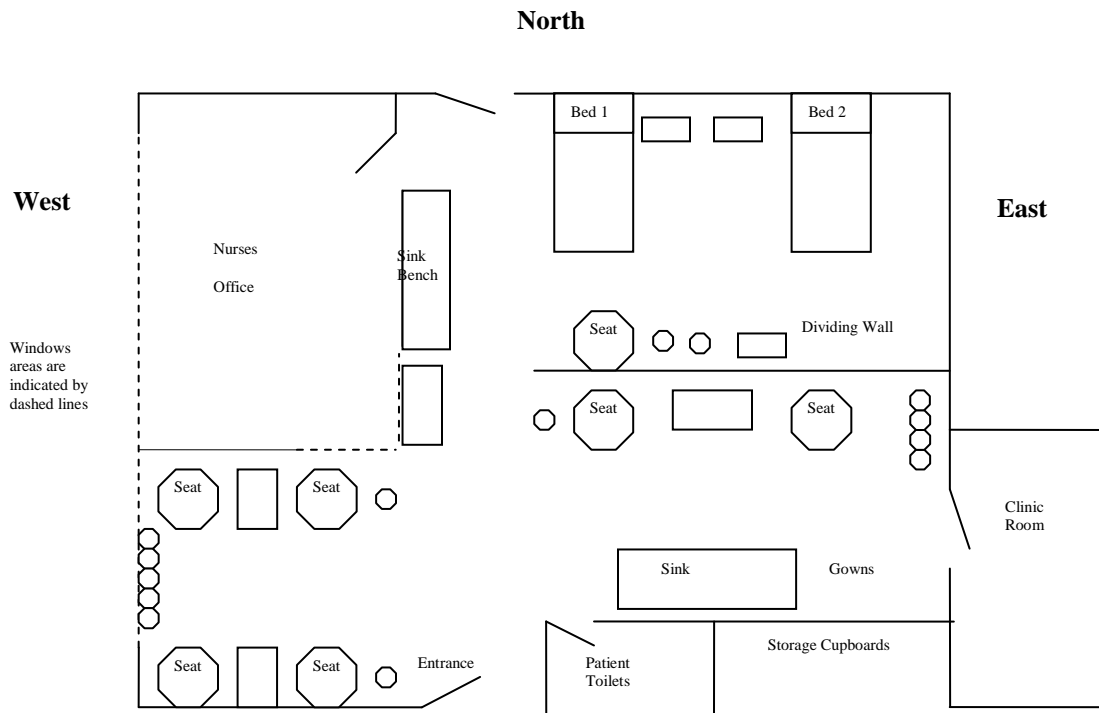 North
Bed 1
Bed 2
West
East
Nurses
Office
Sink
Bench
Seat
Dividing Wall
Windows
areas are
indicated by
dashed lines
Seat
Seat
Seat
Seat
Clinic
Room
Sink
Gowns
Storage Cupboards
Seat
Seat
Entrance
Patient
Toilets